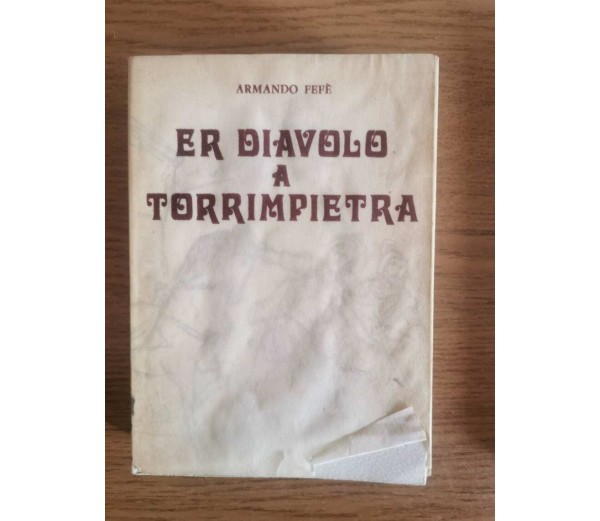 ARMANDO FEFÈ
ER DIAVOLO
A
TORRIMPIETRA